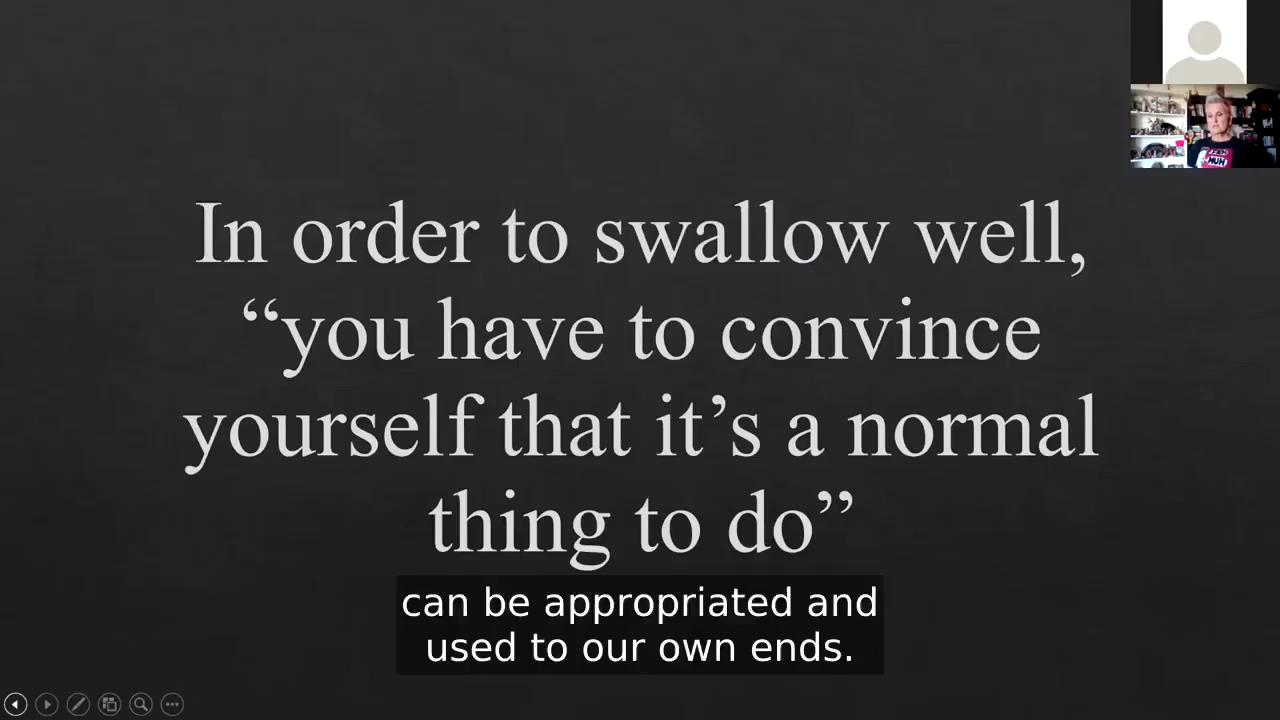 In order to swallow well,
“you have to convince
yourself that it’s a normal
thing to do”
can be appropriated and
used to our own ends.